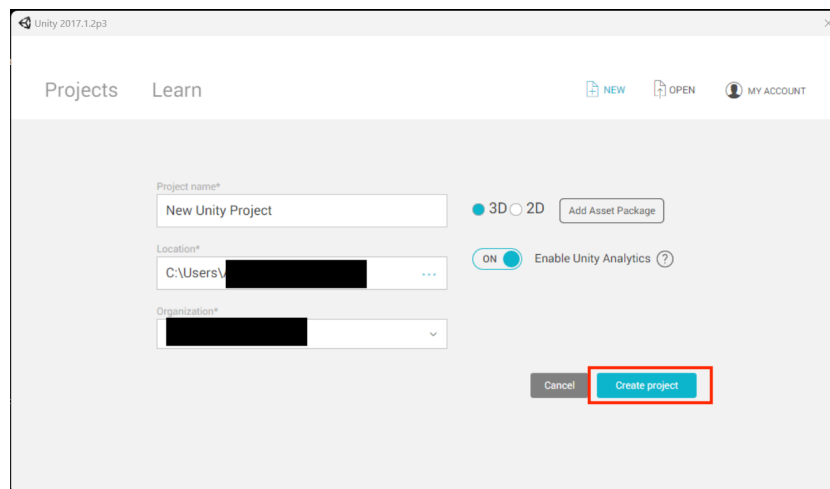 Unity 2017.1.2p3
Projects Learn NEW OPEN MY ACCOUNT
Project name*
New Unity Project
3D 2D Add Asset Package
Location*
C:\Users\
ON Enable Unity Analytics ?
Organization*
Cancel Create project